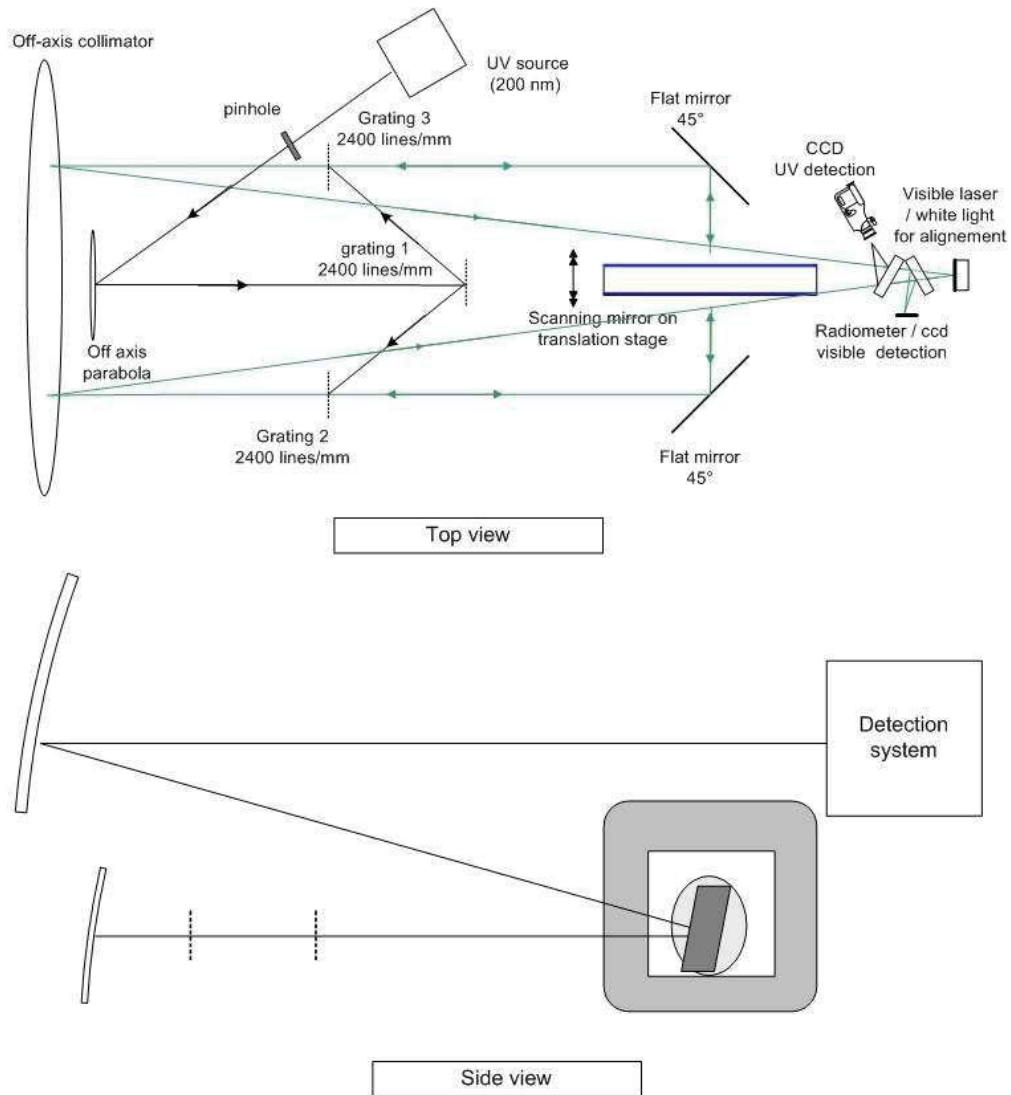 Off-axis collimator
UV source
(200 nm)
pinhole
Grating 3
2400 lines/mm
Flat mirror
45°
CCD
UV detection
Visible laser
/ white light
for alignement
grating 1
2400 lines/mm
Scanning mirror on
translation stage
Radiometer / ccd
visible detection
Off axis
parabola
Grating 2
2400 lines/mm
Flat mirror
45°
Top view
Detection
system
Side view